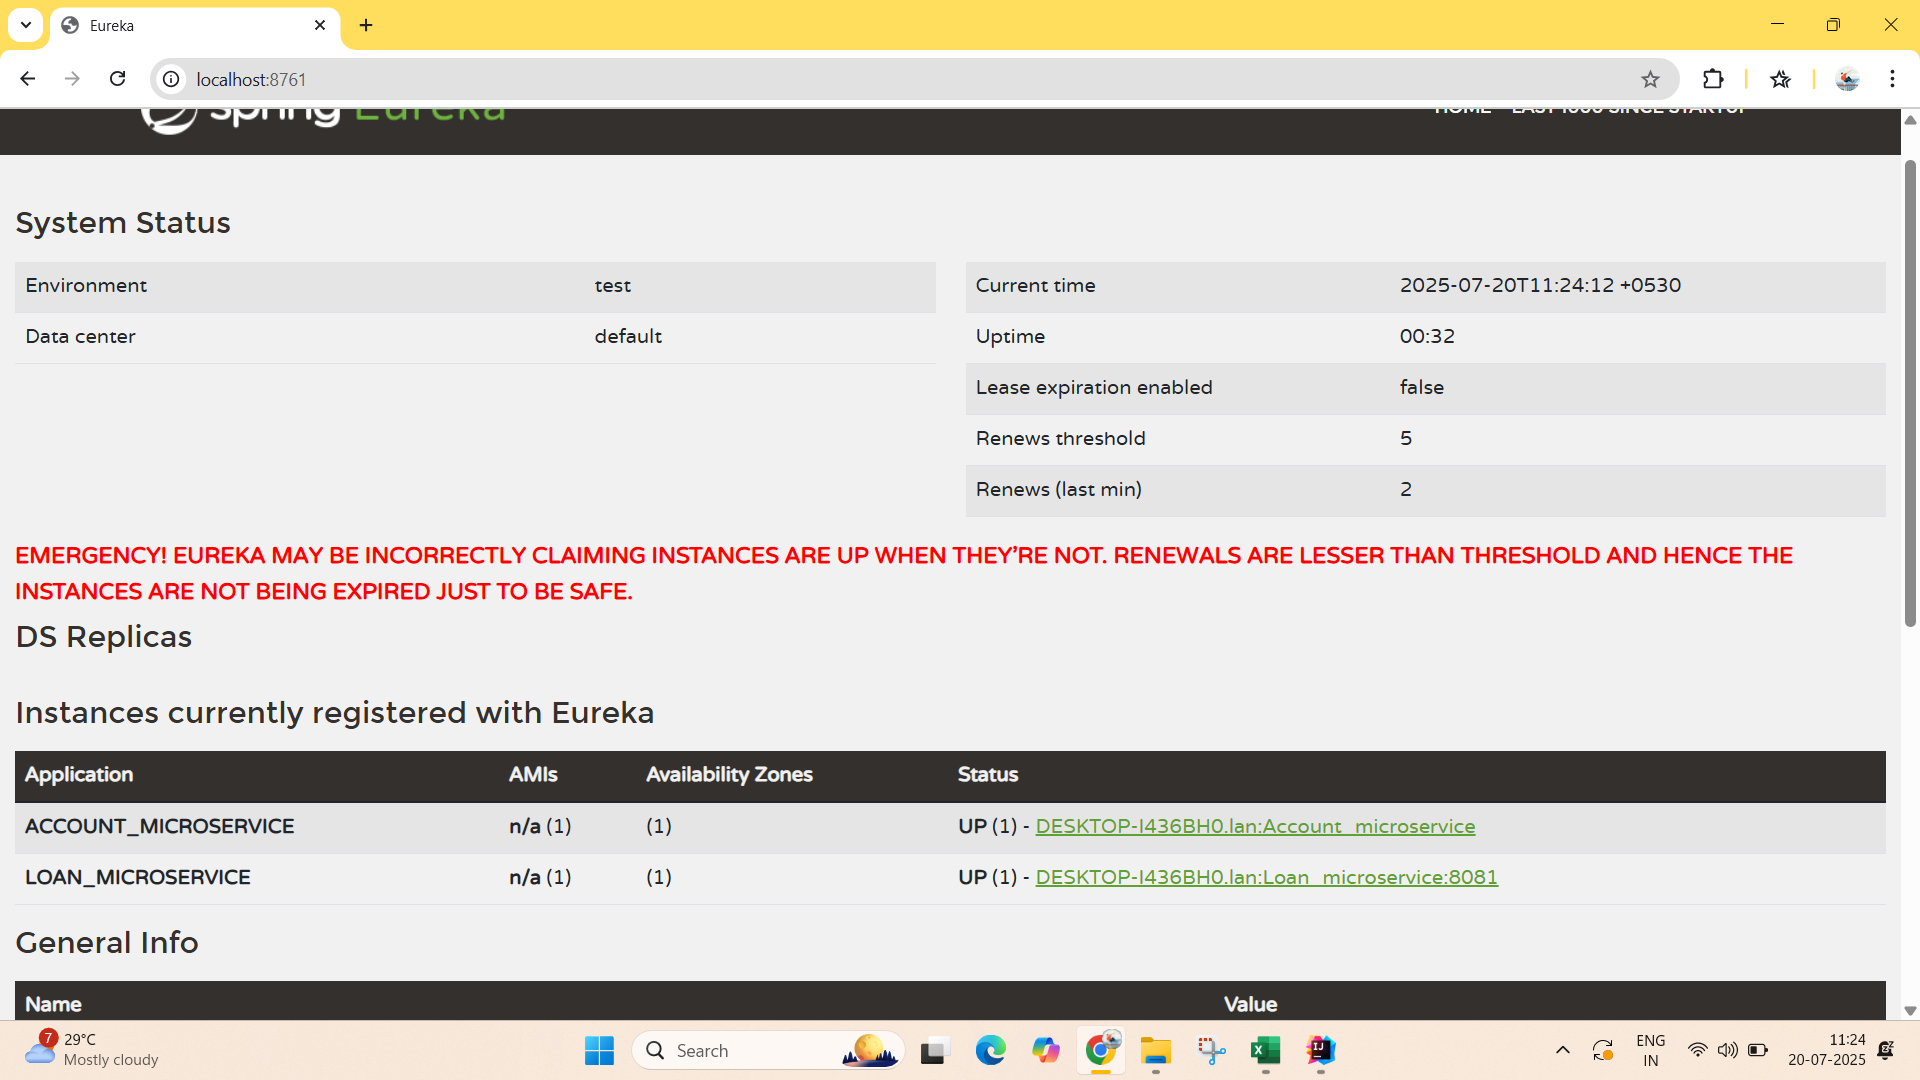 Eureka
localhost:8761
spring Eureka
HOME LAST 1000 SINCE STARTUP
System Status
Environment test
Data center default
Current time 2025-07-20T11:24:12 +0530
Uptime 00:32
Lease expiration enabled false
Renews threshold 5
Renews (last min) 2
EMERGENCY! EUREKA MAY BE INCORRECTLY CLAIMING INSTANCES ARE UP WHEN THEY'RE NOT. RENEWALS ARE LESSER THAN THRESHOLD AND HENCE THE
INSTANCES ARE NOT BEING EXPIRED JUST TO BE SAFE.
DS Replicas
Instances currently registered with Eureka
Application AMIs Availability Zones Status
ACCOUNT_MICROSERVICE n/a (1) (1) UP (1) - DESKTOP-I436BH0.lan:Account_microservice
LOAN_MICROSERVICE n/a (1) (1) UP (1) - DESKTOP-I436BH0.lan:Loan_microservice:8081
General Info
Name Value
7 29°C
Mostly cloudy
Search
ENG
IN
11:24
20-07-2025